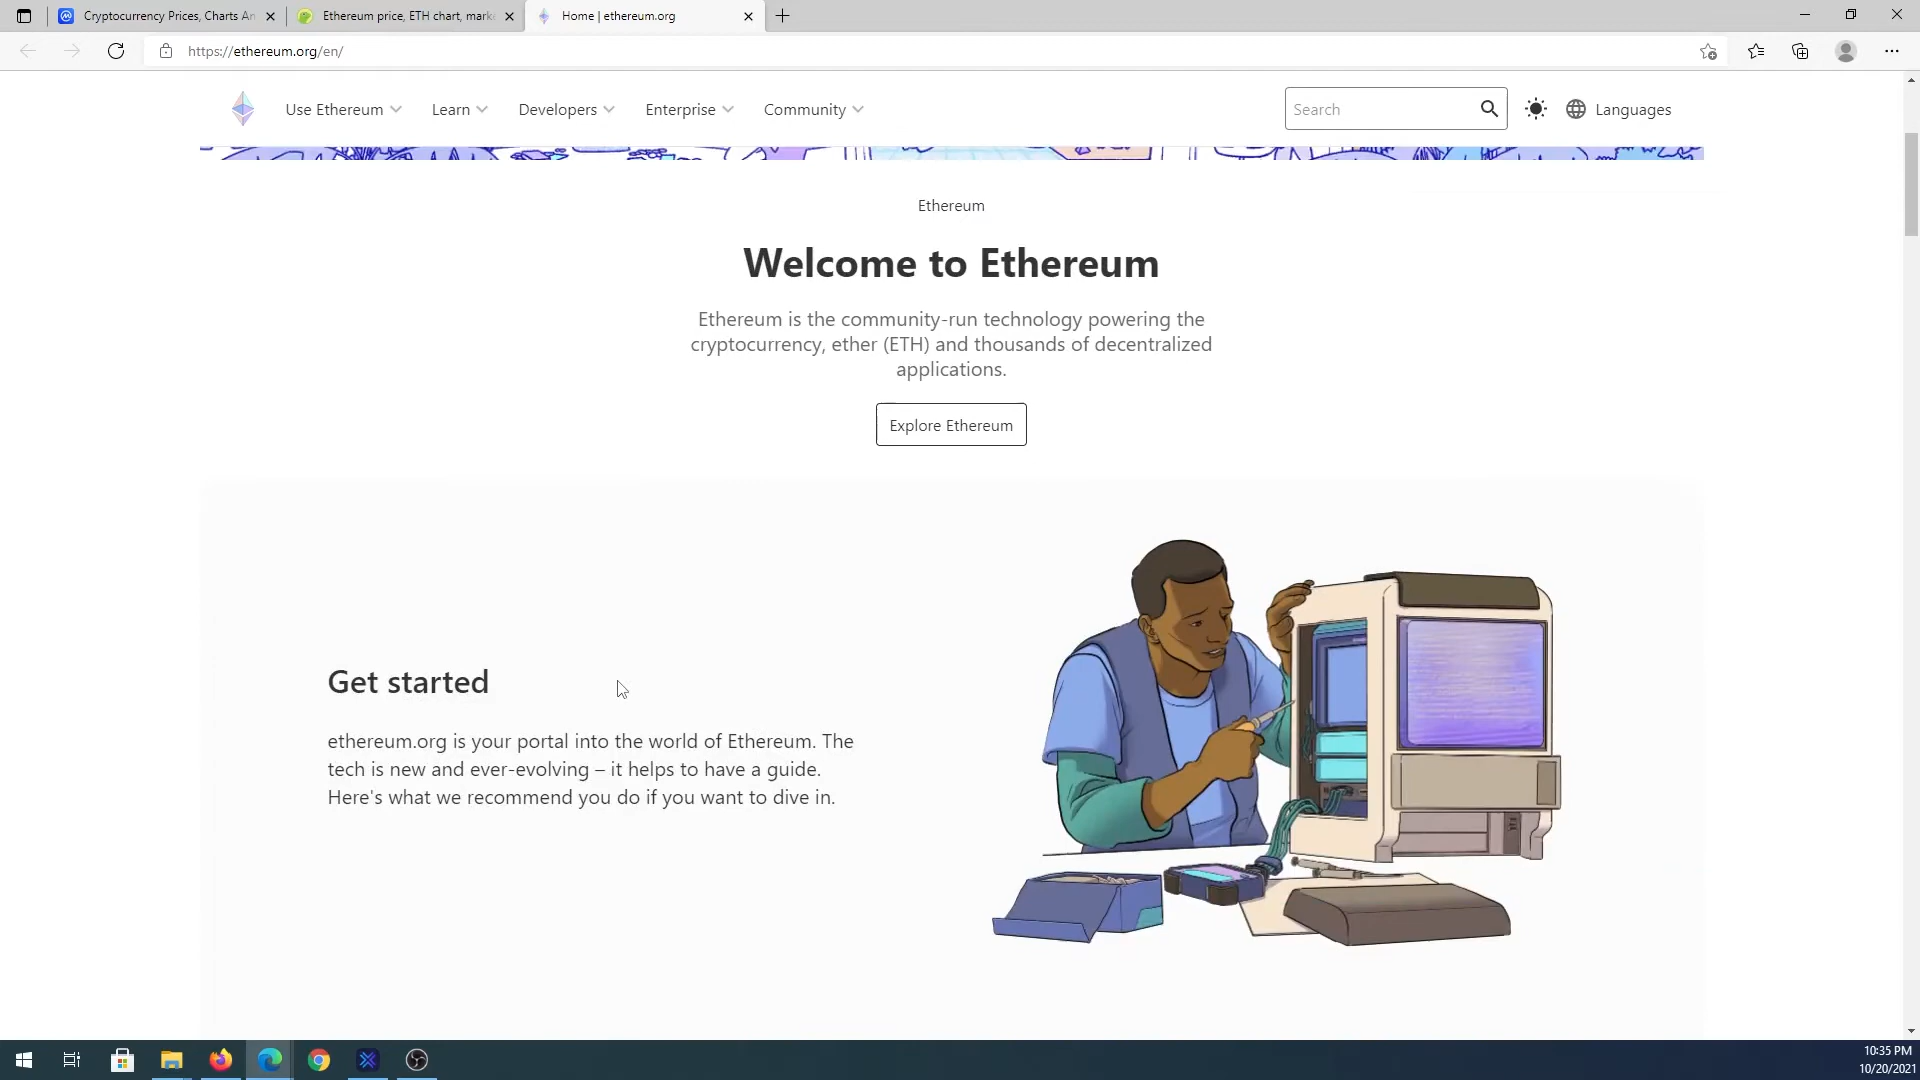 Cryptocurrency Prices, Charts An
Ethereum price, ETH chart, marke
Home | ethereum.org
https://ethereum.org/en/
Use Ethereum
Learn
Developers
Enterprise
Community
Search
Languages
Ethereum
Welcome to Ethereum
Ethereum is the community-run technology powering the
cryptocurrency, ether (ETH) and thousands of decentralized
applications.
Explore Ethereum
Get started
ethereum.org is your portal into the world of Ethereum. The
tech is new and ever-evolving – it helps to have a guide.
Here's what we recommend you do if you want to dive in.
10:35 PM
10/20/2021